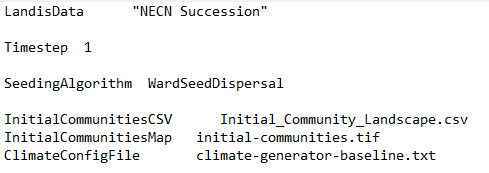 LandisData "NECN Succession"
Timestep 1
SeedingAlgorithm WardSeedDispersal
InitialCommunitiesCSV Initial_Community_Landscape.csv
InitialCommunitiesMap initial-communities.tif
ClimateConfigFile climate-generator-baseline.txt